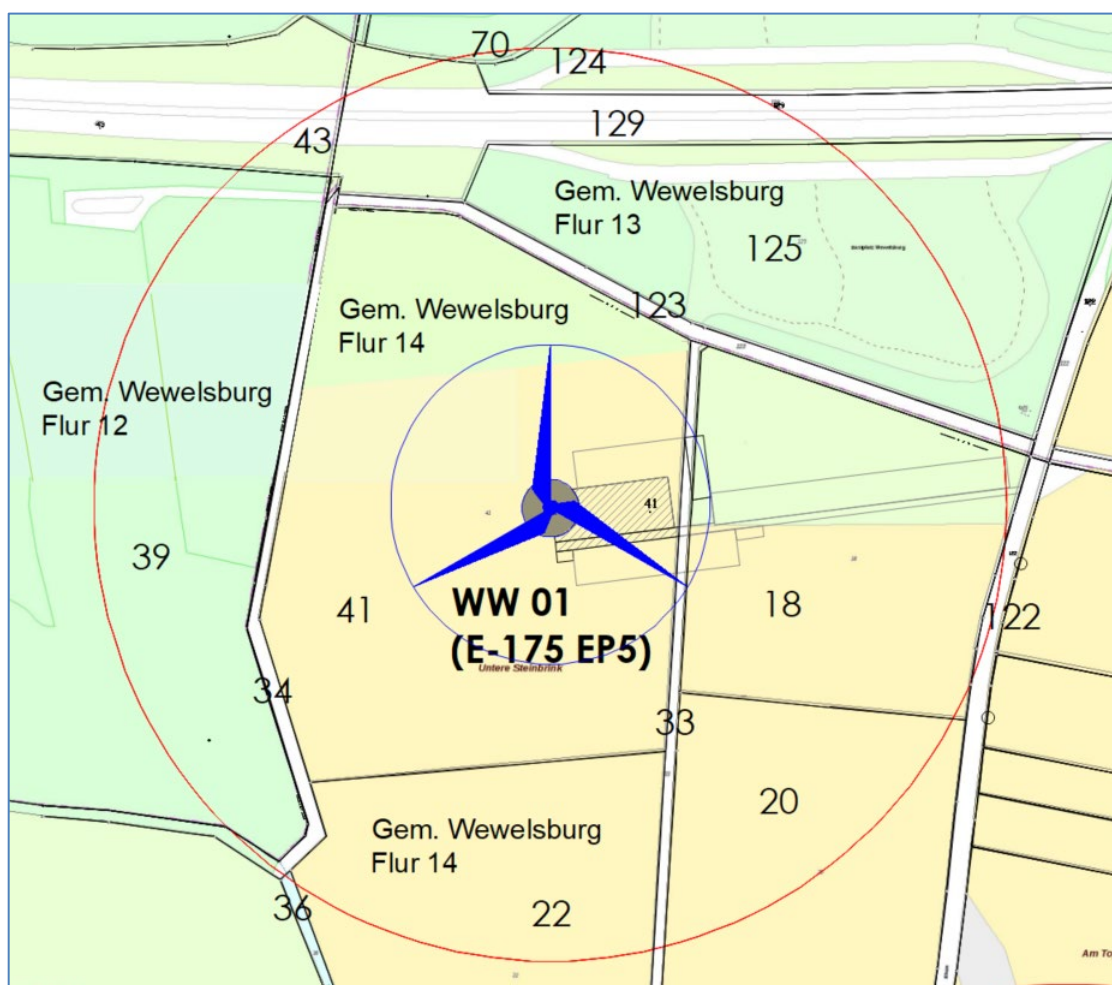 70
124
129
43
Gem. Wewelsburg
Flur 13
125
123
Gem. Wewelsburg
Flur 14
Gem. Wewelsburg
Flur 12
41
39
41
WW 01
(E-175 EP5)
Untere Steinbrink
18
122
34
33
20
Gem. Wewelsburg
Flur 14
36
22
Am To